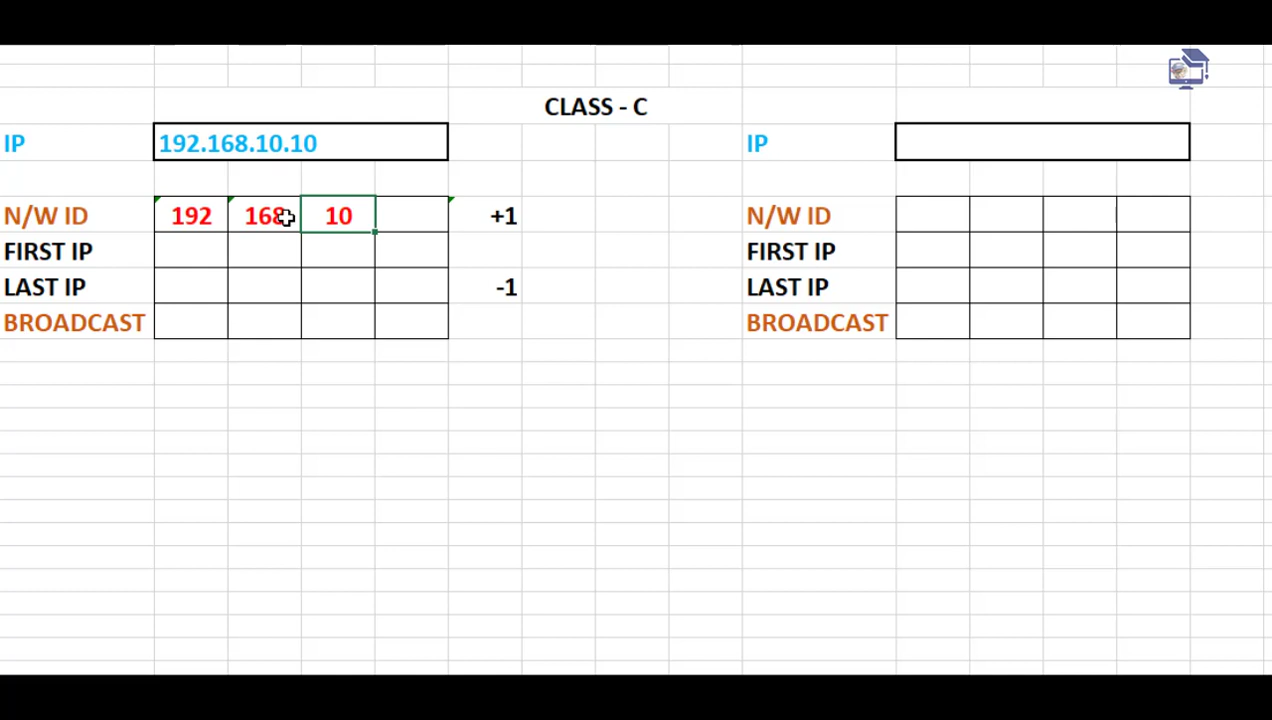 CLASS - C
IP 192.168.10.10 IP
N/W ID 192 168 10 +1 N/W ID
FIRST IP FIRST IP
LAST IP -1 LAST IP
BROADCAST BROADCAST